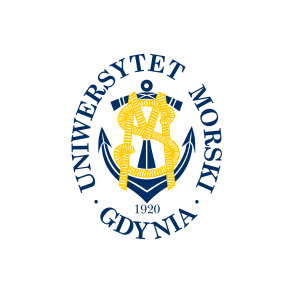 UNIWERSYTET MORSKI
· GDYNIA ·
1920